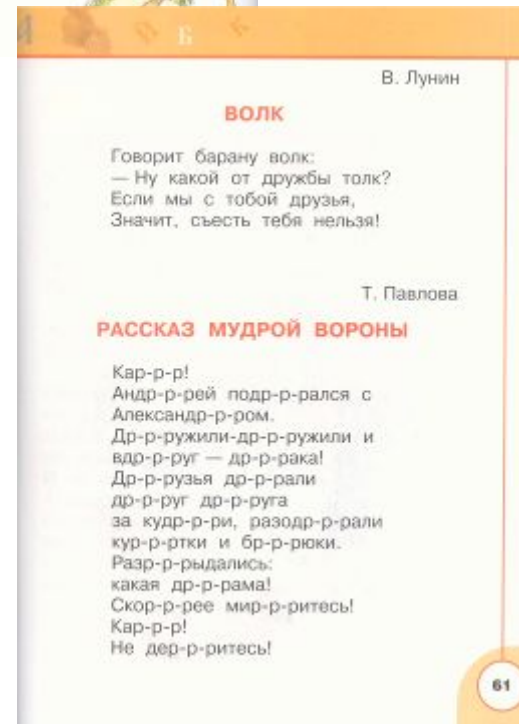 П Б К
В. Лунин
ВОЛК
Говорит барану волк:
— Ну какой от дружбы толк?
Если мы с тобой друзья,
Значит, съесть тебя нельзя!
Т. Павлова
РАССКАЗ МУДРОЙ ВОРОНЫ
Кар-р-р!
Андр-р-рей подр-р-рался с
Александр-р-ром.
Др-р-ружили-др-р-ружили и
вдр-р-руг — др-р-рака!
Др-р-рузья др-р-рали
др-р-руг др-р-руга
за кудр-р-ри, разодр-р-рали
кур-р-ртки и бр-р-рюки.
Разр-р-рыдались:
какая др-р-рама!
Скор-р-рее мир-р-ритесь!
Кар-р-р!
Не дер-р-ритесь!
61